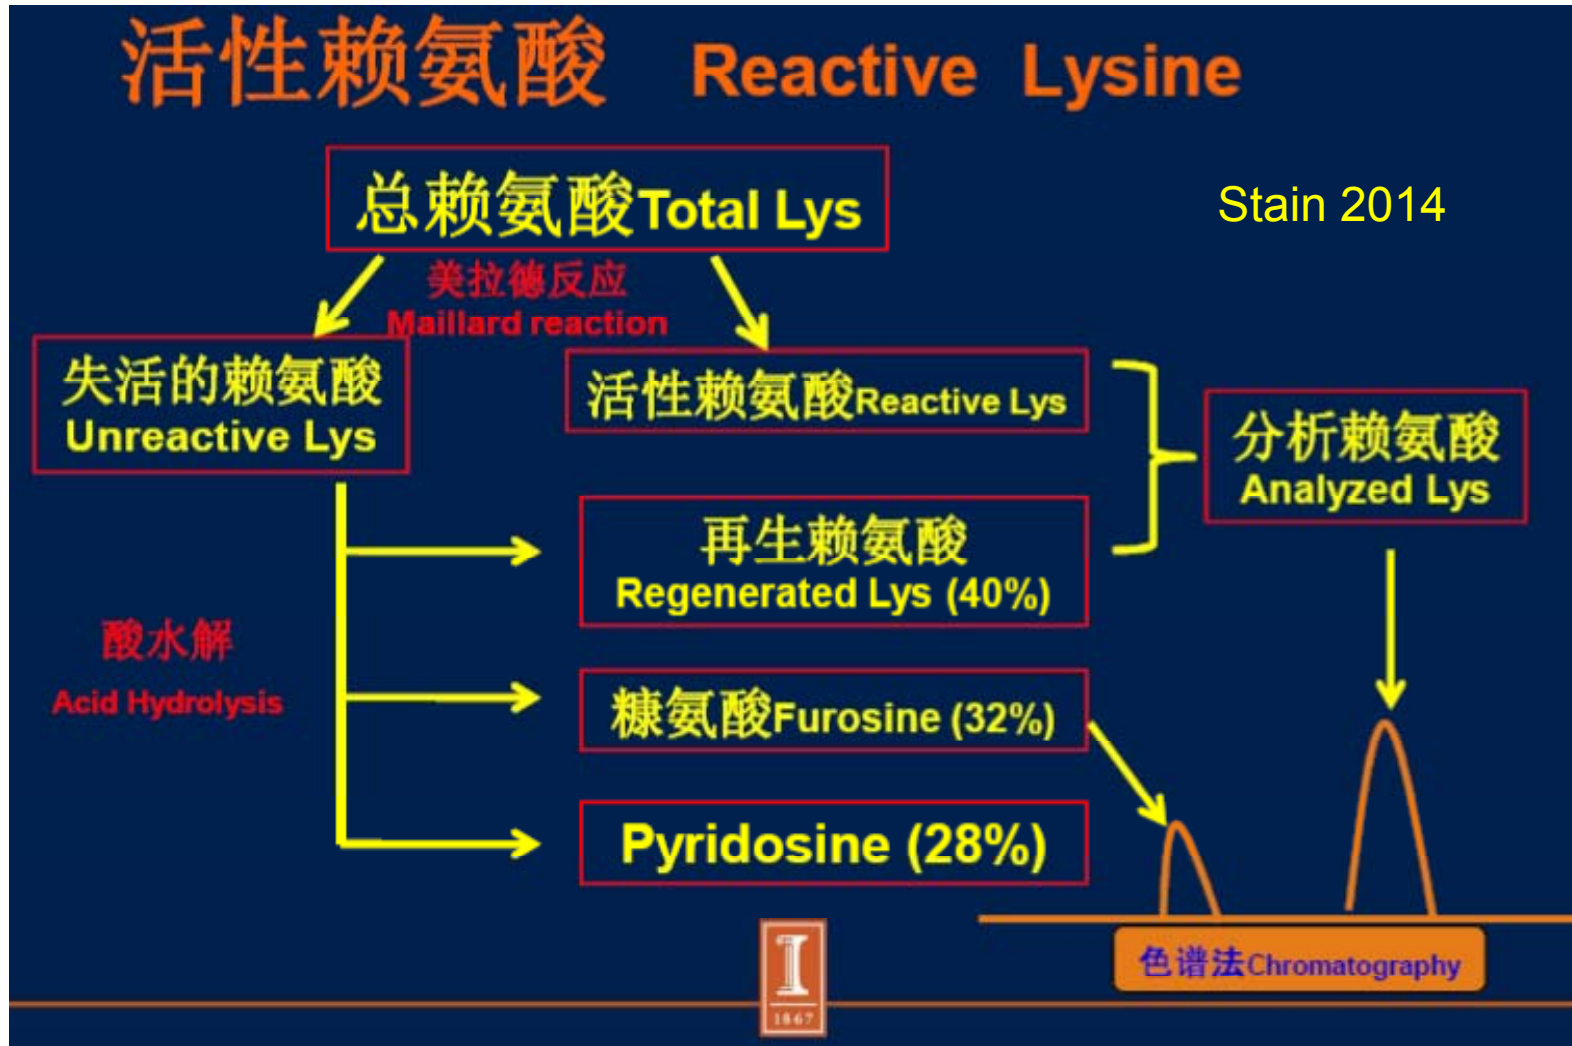 活性赖氨酸 Reactive Lysine
总赖氨酸Total Lys
Stain 2014
美拉德反应
Maillard reaction
失活的赖氨酸
Unreactive Lys
活性赖氨酸Reactive Lys
分析赖氨酸
Analyzed Lys
再生赖氨酸
Regenerated Lys (40%)
酸水解
Acid Hydrolysis
糠氨酸Furosine (32%)
Pyridosine (28%)
色谱法Chromatography
I
1867